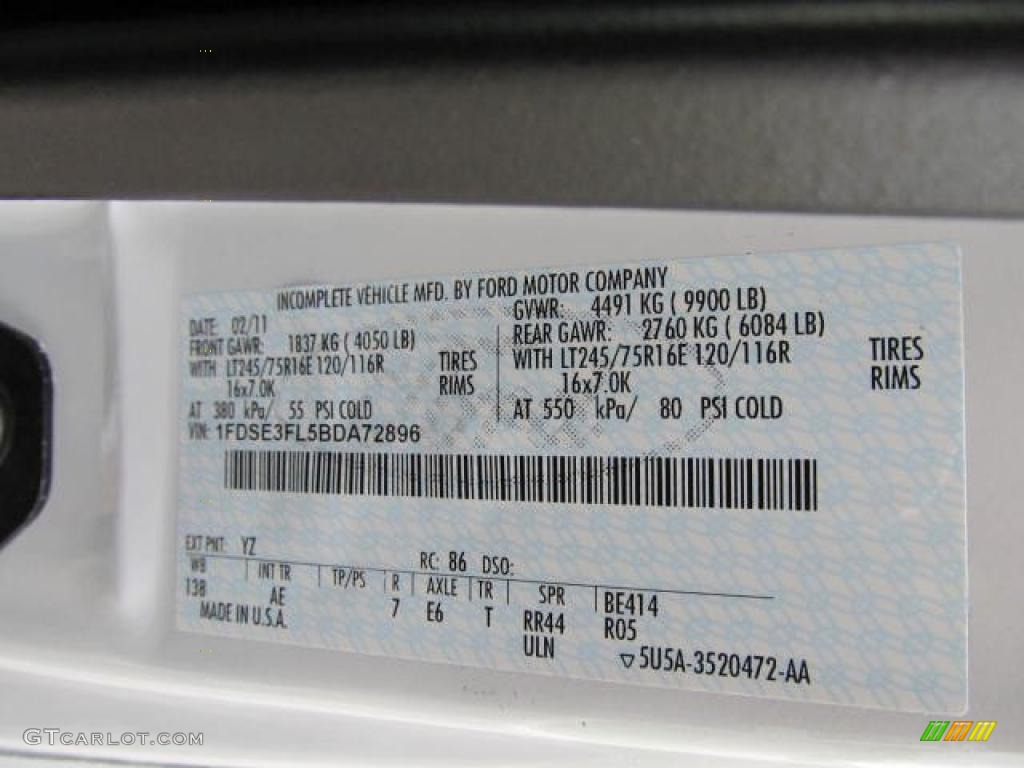 INCOMPLETE VEHICLE MFD. BY FORD MOTOR COMPANY
DATE: 02/11
GVWR: 4491 KG ( 9900 LB)
FRONT GAWR: 1837 KG ( 4050 LB)
REAR GAWR: 2760 KG ( 6084 LB)
WITH LT245/75R16E 120/116R TIRES
WITH LT245/75R16E 120/116R TIRES
16x7.0K RIMS
16x7.0K RIMS
AT 380 kPa/ 55 PSI COLD
AT 550 kPa/ 80 PSI COLD
VIN: 1FDSE3FL5BDA72896
EXT PNT: YZ RC: 86 DSO:
WB INT TR TP/PS R AXLE TR SPR BE414
138 AE 7 E6 T RR44 R05
MADE IN U.S.A. ULN
5U5A-3520472-AA
GTCARLOT.COM